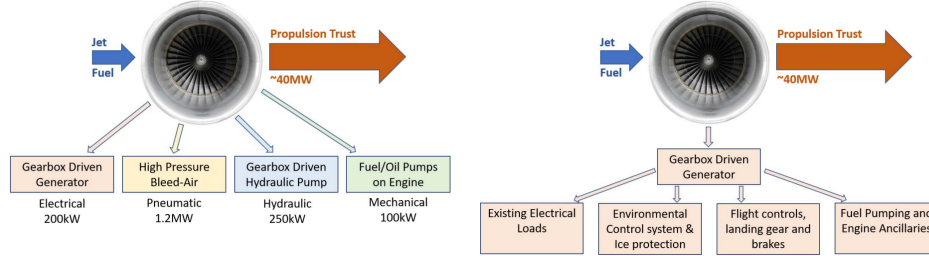 Jet
Fuel
Propulsion Trust
~40MW
Gearbox Driven
Generator
Electrical
200kW
High Pressure
Bleed-Air
Pneumatic
1.2MW
Gearbox Driven
Hydraulic Pump
Hydraulic
250kW
Fuel/Oil Pumps
on Engine
Mechanical
100kW
Jet
Fuel
Propulsion Trust
~40MW
Gearbox Driven
Generator
Existing Electrical
Loads
Environmental
Control system &
Ice protection
Flight controls,
landing gear and
brakes
Fuel Pumping and
Engine Ancillaries